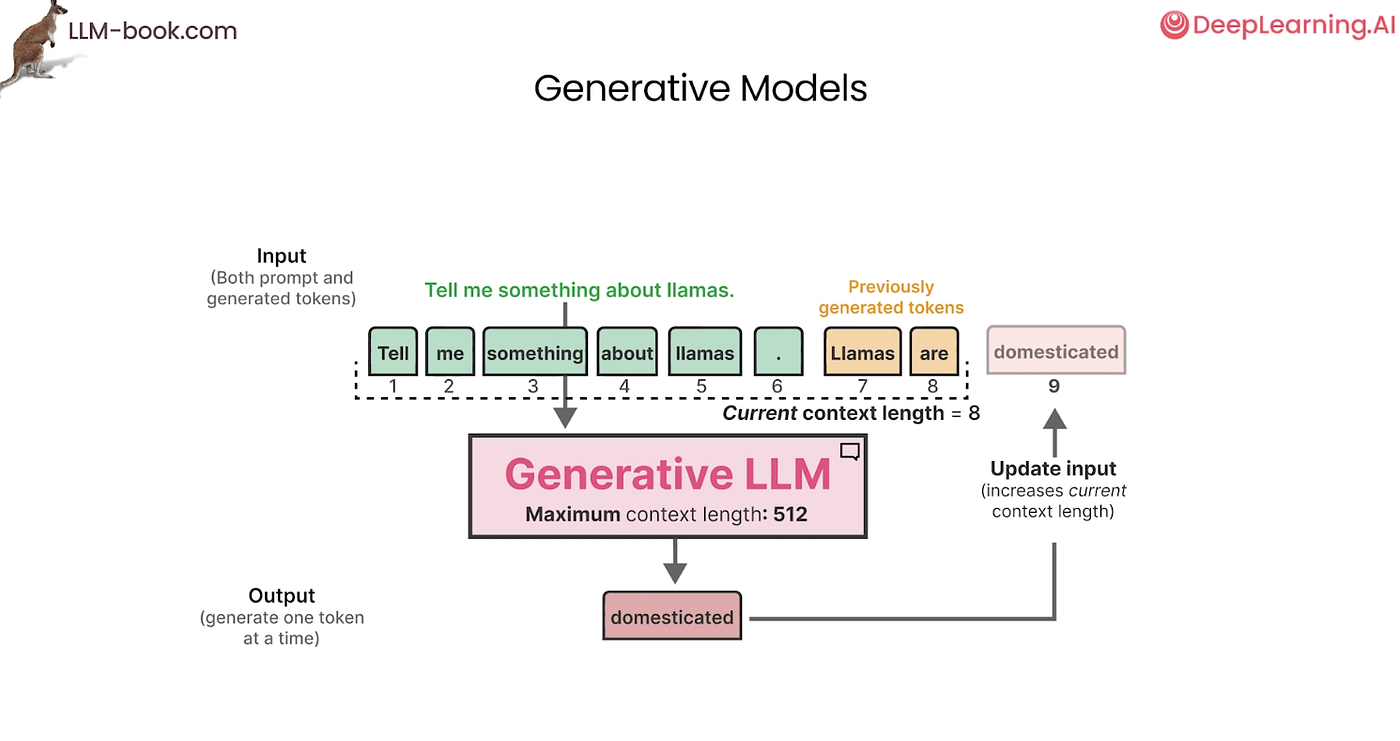 LLM-book.com
DeepLearning.AI
Generative Models
Input
(Both prompt and
generated tokens)
Tell me something about llamas.
Previously
generated tokens
Tell me something about llamas . Llamas are domesticated
1 2 3 4 5 6 7 8 9
Current context length = 8
Generative LLM
Maximum context length: 512
Update input
(increases current
context length)
Output
(generate one token
at a time)
domesticated